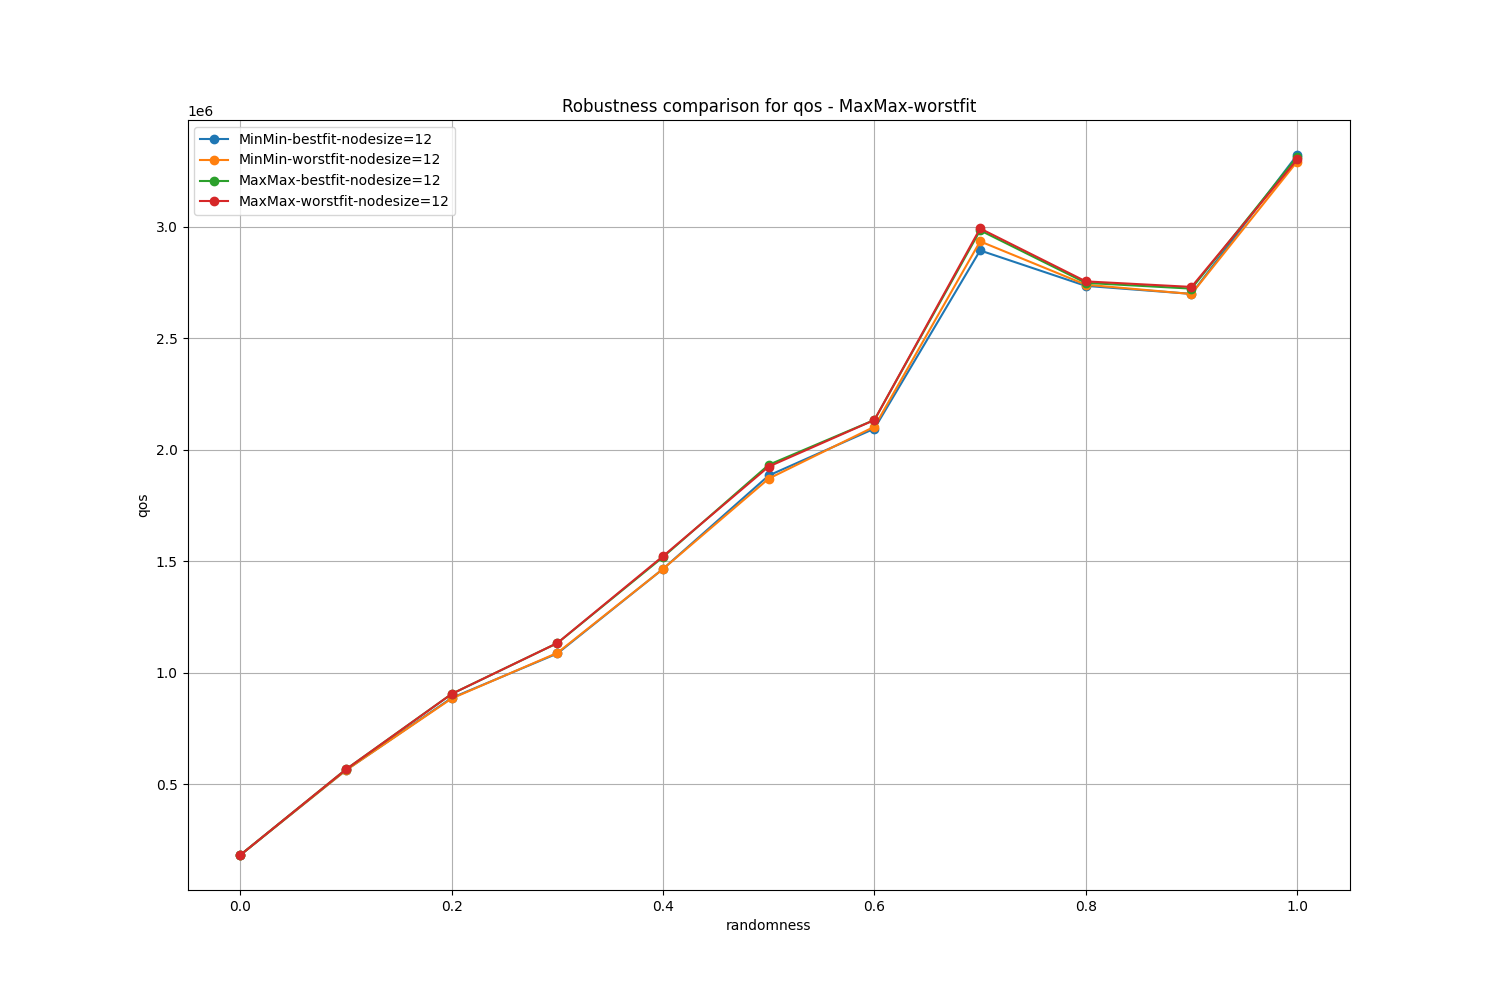 Robustness comparison for qos - MaxMax-worstfit
1e6
MinMin-bestfit-nodesize=12
MinMin-worstfit-nodesize=12
MaxMax-bestfit-nodesize=12
MaxMax-worstfit-nodesize=12
3.0
2.5
2.0
1.5
1.0
0.5
qos
0.0 0.2 0.4 0.6 0.8 1.0
randomness